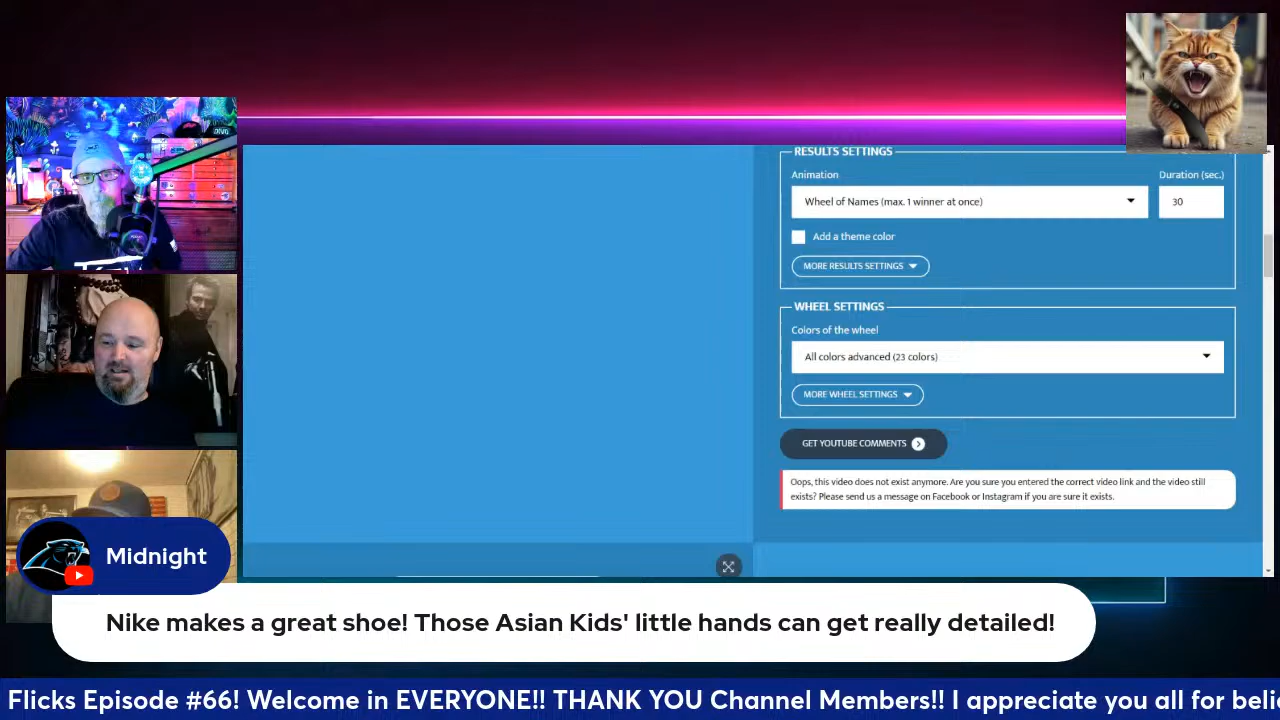 RESULTS SETTINGS
Animation
Duration (sec.)
Wheel of Names (max. 1 winner at once)
30
Add a theme color
MORE RESULTS SETTINGS
WHEEL SETTINGS
Colors of the wheel
All colors advanced (23 colors)
MORE WHEEL SETTINGS
GET YOUTUBE COMMENTS
Oops, this video does not exist anymore. Are you sure you entered the correct video link and the video still
exists? Please send us a message on Facebook or Instagram if you are sure it exists.
Midnight
Nike makes a great shoe! Those Asian Kids' little hands can get really detailed!
Flicks Episode #66! Welcome in EVERYONE!! THANK YOU Channel Members!! I appreciate you all for beli